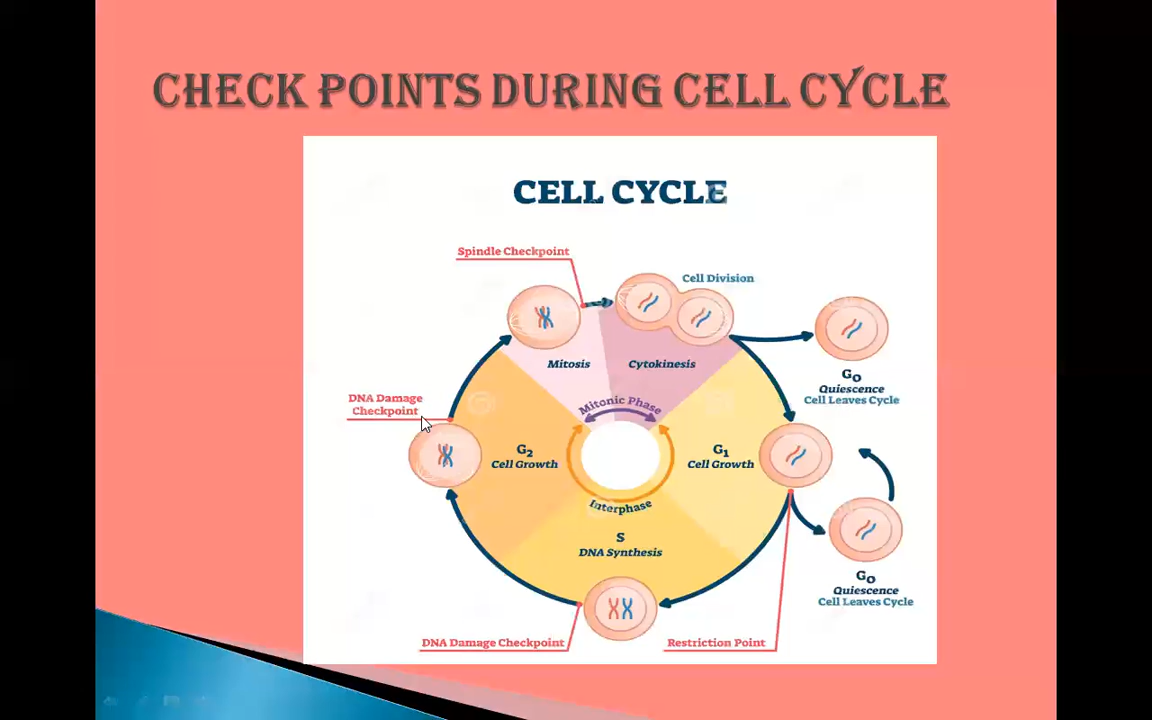 CHECK POINTS DURING CELL CYCLE
CELL CYCLE
Spindle Checkpoint
Cell Division
Mitosis
Cytokinesis
G0
Quiescence
Cell Leaves Cycle
DNA Damage
Checkpoint
Mitonic Phase
G2
Cell Growth
G1
Cell Growth
Interphase
S
DNA Synthesis
G0
Quiescence
Cell Leaves Cycle
DNA Damage Checkpoint
Restriction Point